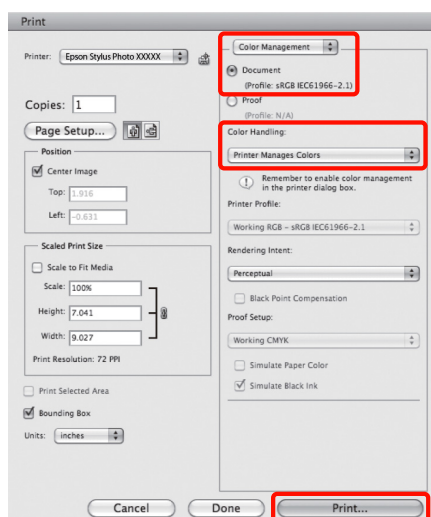 Print
Printer: Epson Stylus Photo XXXXX
Copies: 1
Page Setup...
Position
Center Image
Top: 1.916
Left: -0.631
Scaled Print Size
Scale to Fit Media
Scale: 100%
Height: 7.041
Width: 9.027
Print Resolution: 72 PPI
Print Selected Area
Bounding Box
Units: inches
Color Management
Document
(Profile: sRGB IEC61966-2.1)
Proof
(Profile: N/A)
Color Handling:
Printer Manages Colors
Remember to enable color management
in the printer dialog box.
Printer Profile:
Working RGB - sRGB IEC61966-2.1
Rendering Intent:
Perceptual
Black Point Compensation
Proof Setup:
Working CMYK
Simulate Paper Color
Simulate Black Ink
Cancel
Done
Print...